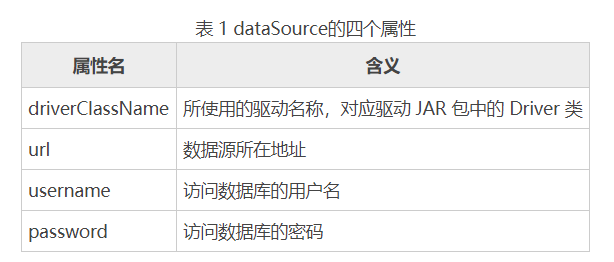 表 1 dataSource的四个属性
属性名 含义
driverClassName 所使用的驱动名称，对应驱动 JAR 包中的 Driver 类
url 数据源所在地址
username 访问数据库的用户名
password 访问数据库的密码